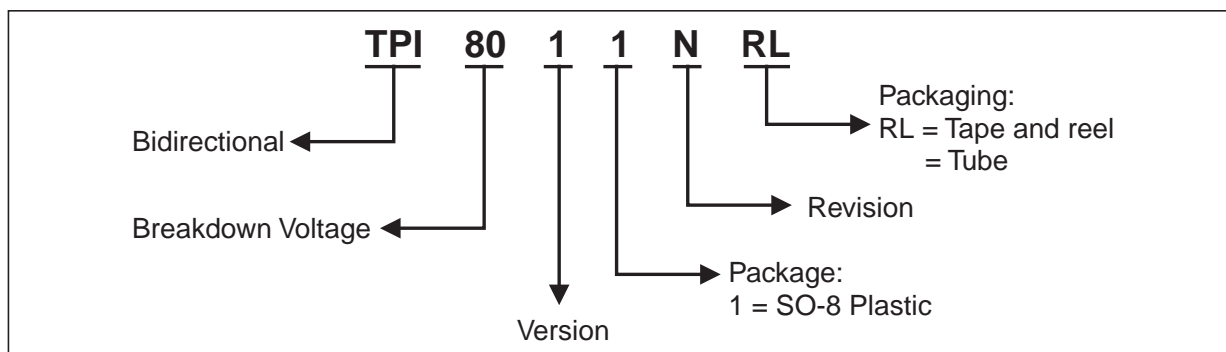 TPI 80 1 1 N RL
Packaging:
RL = Tape and reel
= Tube
Bidirectional
Revision
Breakdown Voltage
Package:
1 = SO-8 Plastic
Version